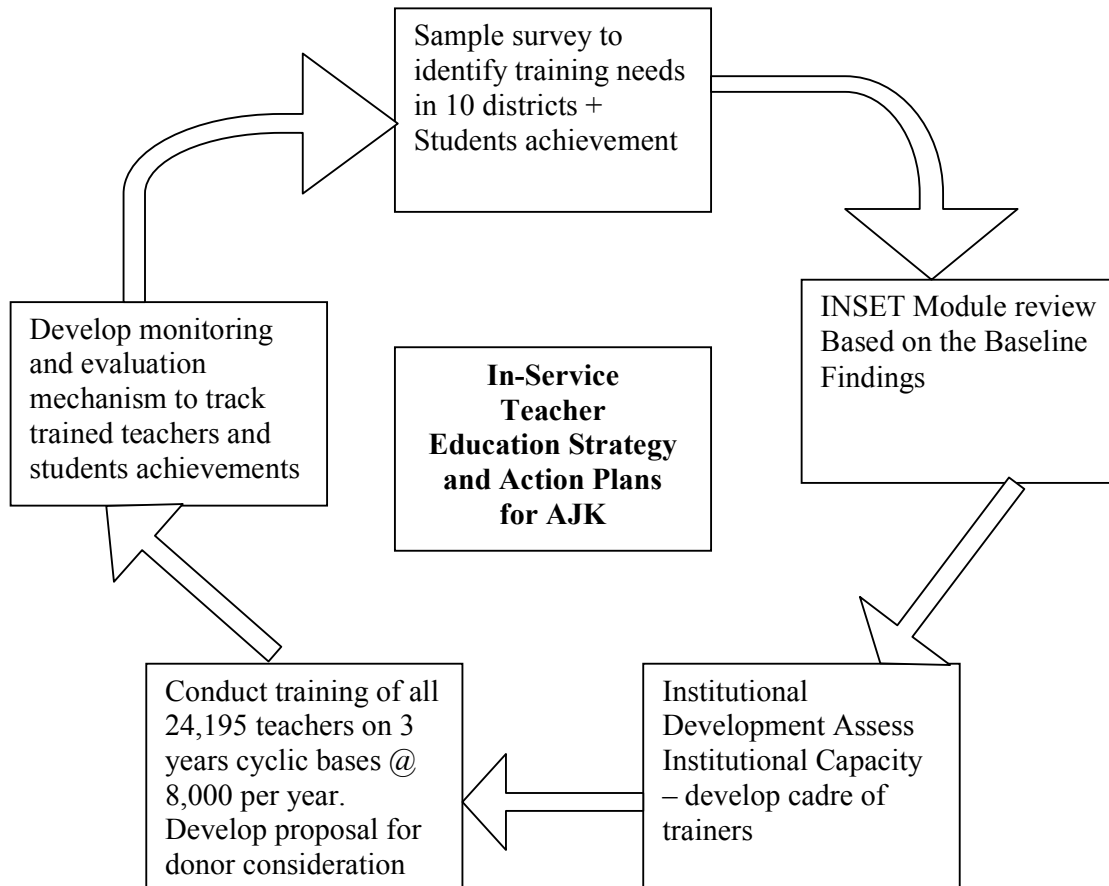 Sample survey to
identify training needs
in 10 districts +
Students achievement
INSET Module review
Based on the Baseline
Findings
Institutional
Development Assess
Institutional Capacity
– develop cadre of
trainers
Conduct training of all
24,195 teachers on 3
years cyclic bases @
8,000 per year.
Develop proposal for
donor consideration
Develop monitoring
and evaluation
mechanism to track
trained teachers and
students achievements
In-Service
Teacher
Education Strategy
and Action Plans
for AJK